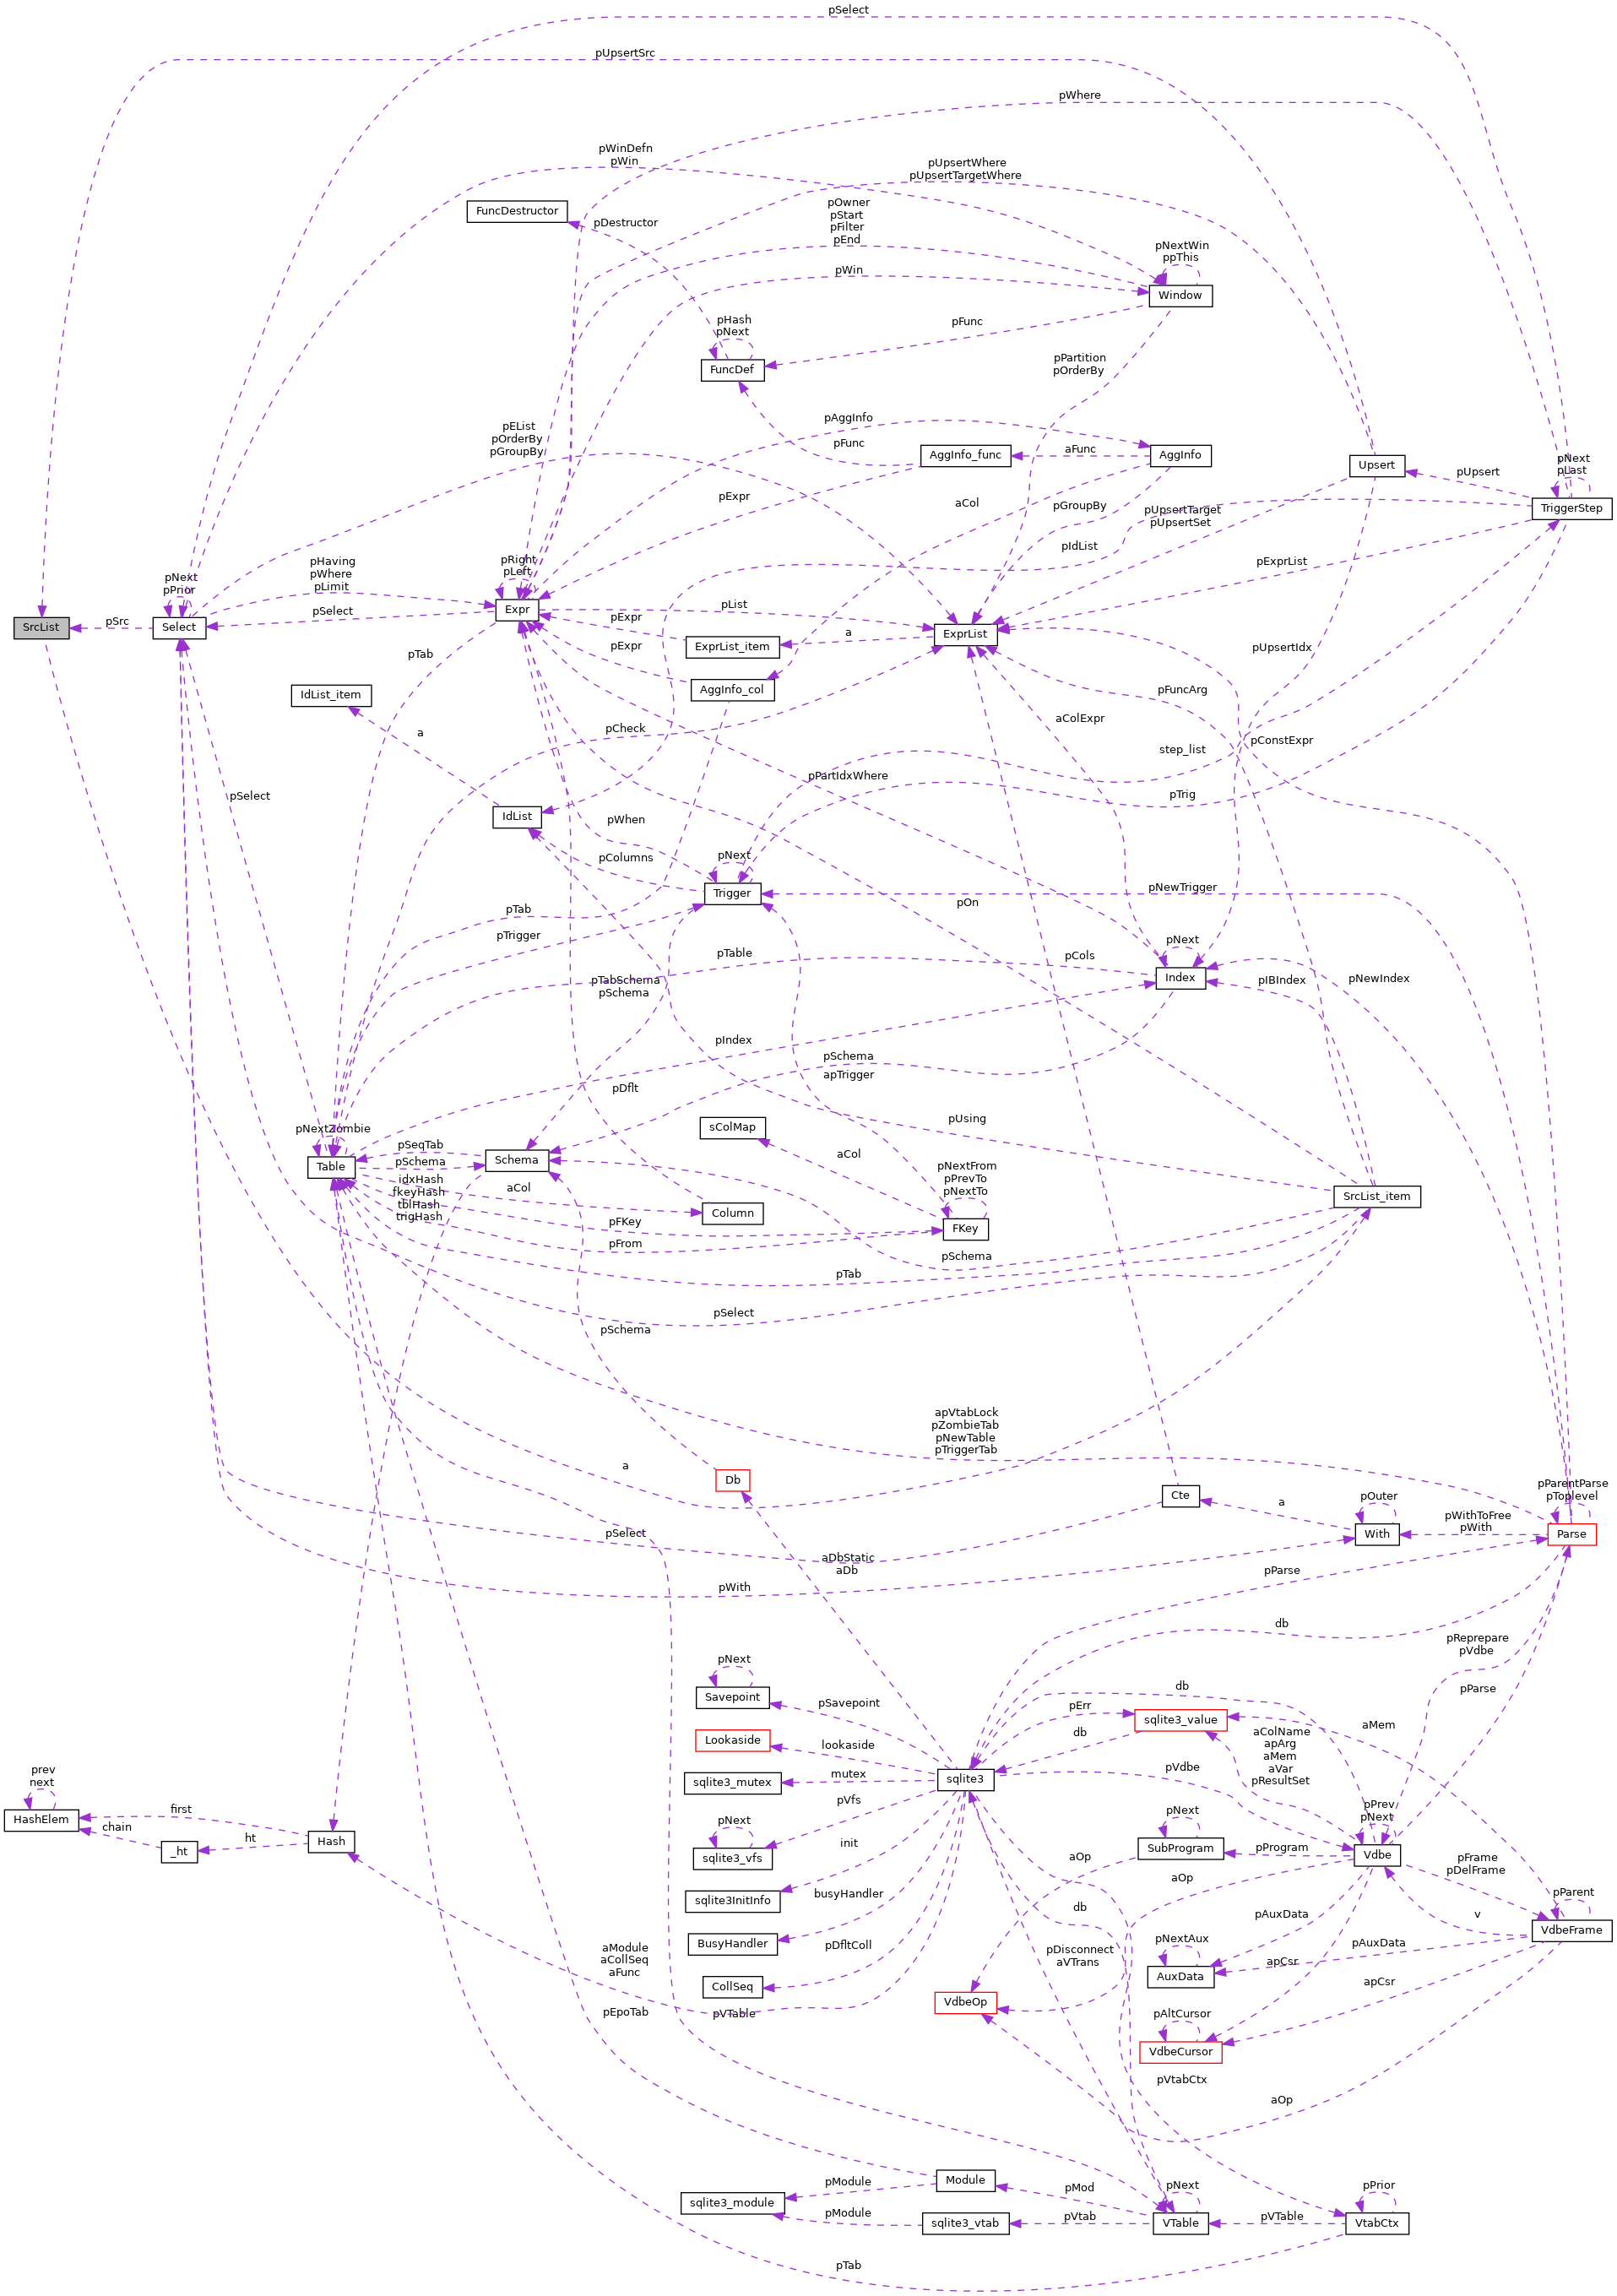 pSelect
pUpsertSrc
pWhere
pWinDefn
pWin
pUpsertWhere
pUpsertTargetWhere
FuncDestructor
pDestructor
pOwner
pStart
pFilter
pEnd
pNextWin
ppThis
pWin
Window
pHash
pNext
pFunc
FuncDef
pPartition
pOrderBy
pEList
pOrderBy
pGroupBy
pAggInfo
pFunc
AggInfo_func
aFunc
AggInfo
Upsert
pUpsert
pNext
pLast
TriggerStep
pExpr
aCol
pGroupBy
pUpsertTarget
pUpsertSet
pIdList
pExprList
pNext
pPrior
pHaving
pWhere
pLimit
pRight
pLeft
Expr
pSelect
pList
SrcList
pSrc
Select
pExpr
ExprList_item
a
ExprList
pExpr
pTab
AggInfo_col
pUpsertIdx
pFuncArg
IdList_item
a
pCheck
aColExpr
pConstExpr
step_list
pPartIdxWhere
pTrig
pSelect
IdList
pWhen
pColumns
pNext
Trigger
pNewTrigger
pOn
pTab
pTrigger
pTable
pCols
pNext
Index
pTabSchema
pSchema
pIBIndex
pNewIndex
pIndex
pSchema
apTrigger
pDflt
pUsing
sColMap
pNextZombie
pSeqTab
Table
pSchema
Schema
aCol
pNextFrom
pPrevTo
pNextTo
idxHash
fkeyHash
tblHash
trigHash
aCol
Column
FKey
SrcList_item
pFKey
pFrom
pSchema
pTab
pSelect
pSchema
apVtabLock
pZombieTab
pNewTable
pTriggerTab
a
Db
Cte
a
pOuter
With
pWithToFree
pWith
pParentParse
pToplevel
Parse
pSelect
aDbStatic
aDb
pWith
pParse
db
pReprepare
pVdbe
pNext
Savepoint
pSavepoint
db
pParse
pErr
sqlite3_value
aMem
Lookaside
lookaside
db
aColName
apArg
aMem
aVar
pResultSet
sqlite3_mutex
mutex
sqlite3
pVdbe
prev
next
HashElem
first
chain
_ht
ht
Hash
pVfs
pNext
sqlite3_vfs
pNext
SubProgram
pProgram
pPrev
pNext
Vdbe
init
aOp
pFrame
pDelFrame
sqlite3InitInfo
busyHandler
aOp
pParent
BusyHandler
db
pAuxData
v
VdbeFrame
aModule
aCollSeq
aFunc
pDfltColl
pDisconnect
aVTrans
pNextAux
AuxData
apCsr
pAuxData
CollSeq
VdbeOp
apCsr
pEpoTab
pVTable
pAltCursor
VdbeCursor
pVtabCtx
aOp
pModule
Module
sqlite3_module
pMod
pNext
pPrior
pModule
sqlite3_vtab
pVtab
VTable
pVTable
VtabCtx
pTab